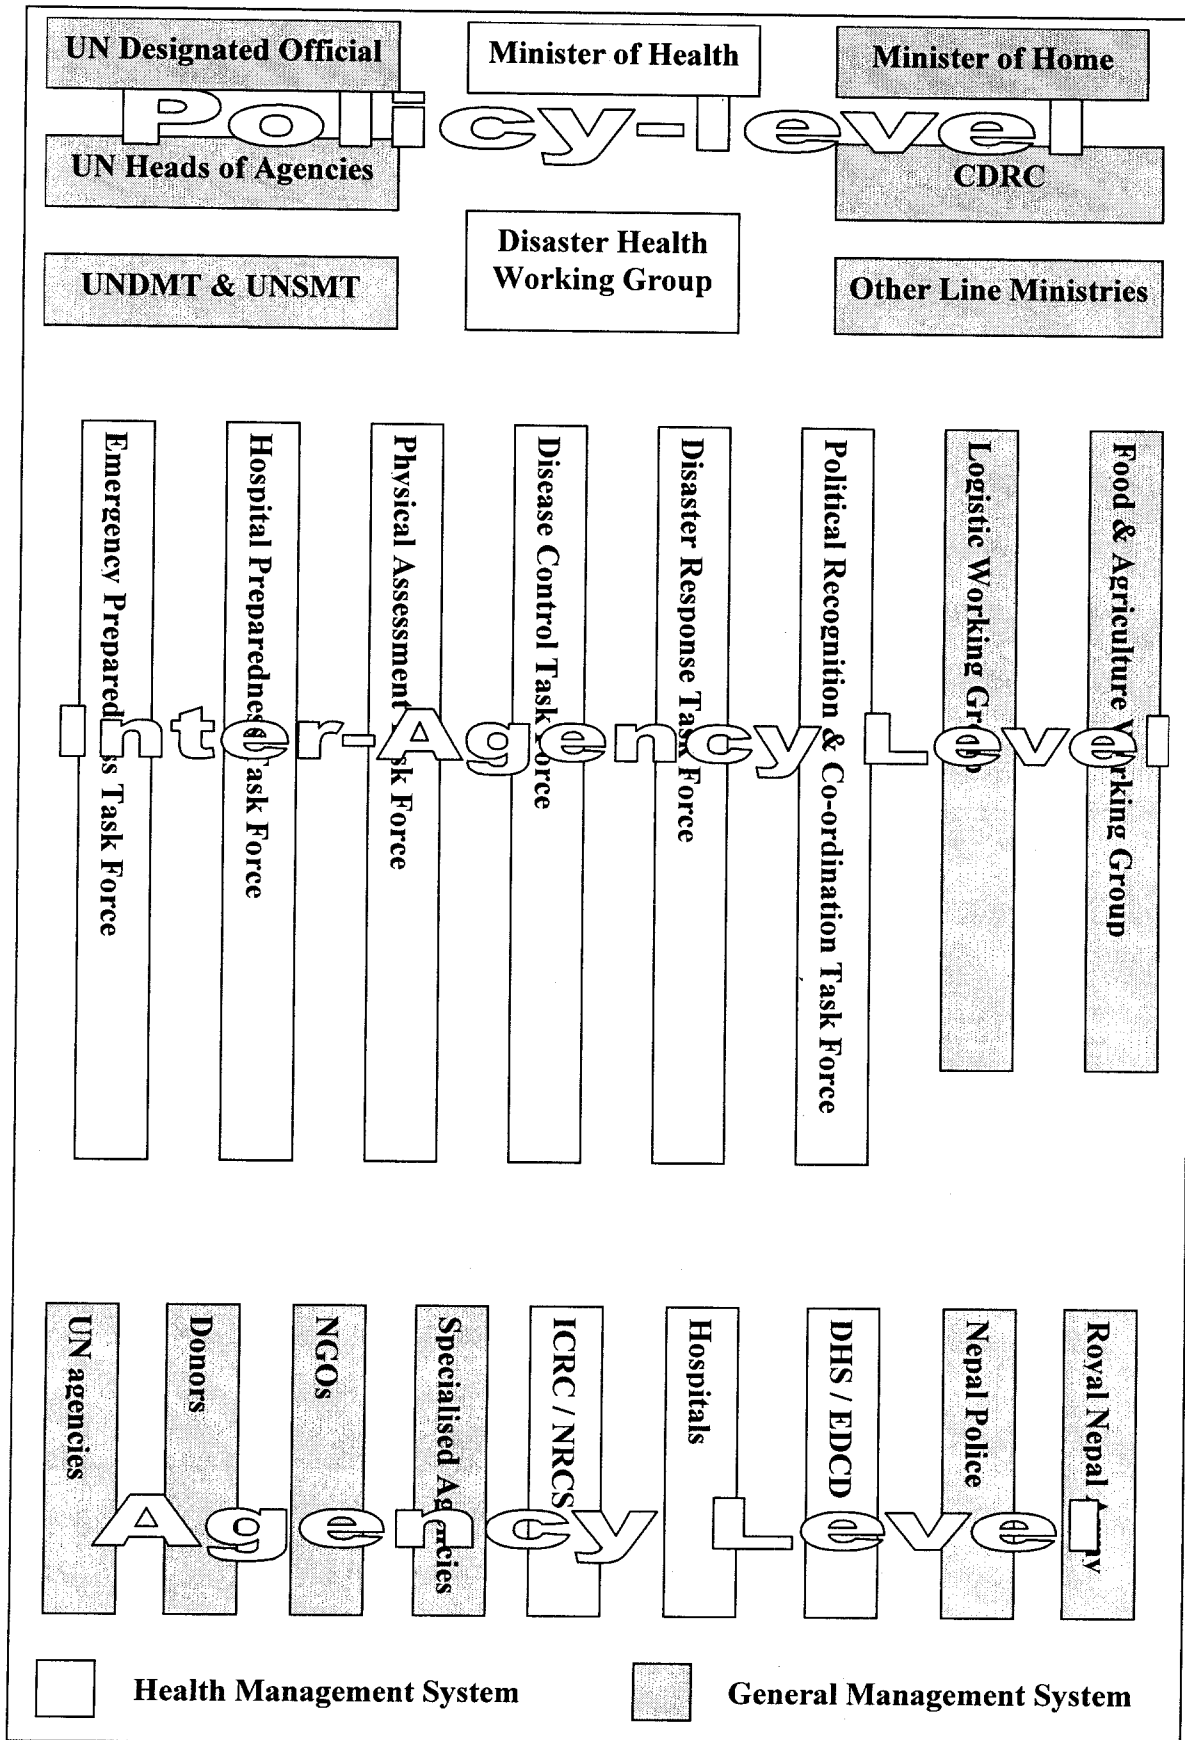 UN Designated Official
Minister of Health
Minister of Home
Policy-level
UN Heads of Agencies
CDRC
Disaster Health
Working Group
UNDMT & UNSMT
Other Line Ministries
Emergency Preparedness Task Force
Hospital Preparedness Task Force
Physical Assessment Task Force
Disease Control Task Force
Disaster Response Task Force
Political Recognition & Co-ordination Task Force
Logistic Working Group
Food & Agriculture Working Group
Inter-Agency Level
UN agencies
Donors
NGOs
Specialised Agencies
ICRC / NRCS
Hospitals
DHS / EDCD
Nepal Police
Royal Nepal Army
Agency Level
Health Management System
General Management System